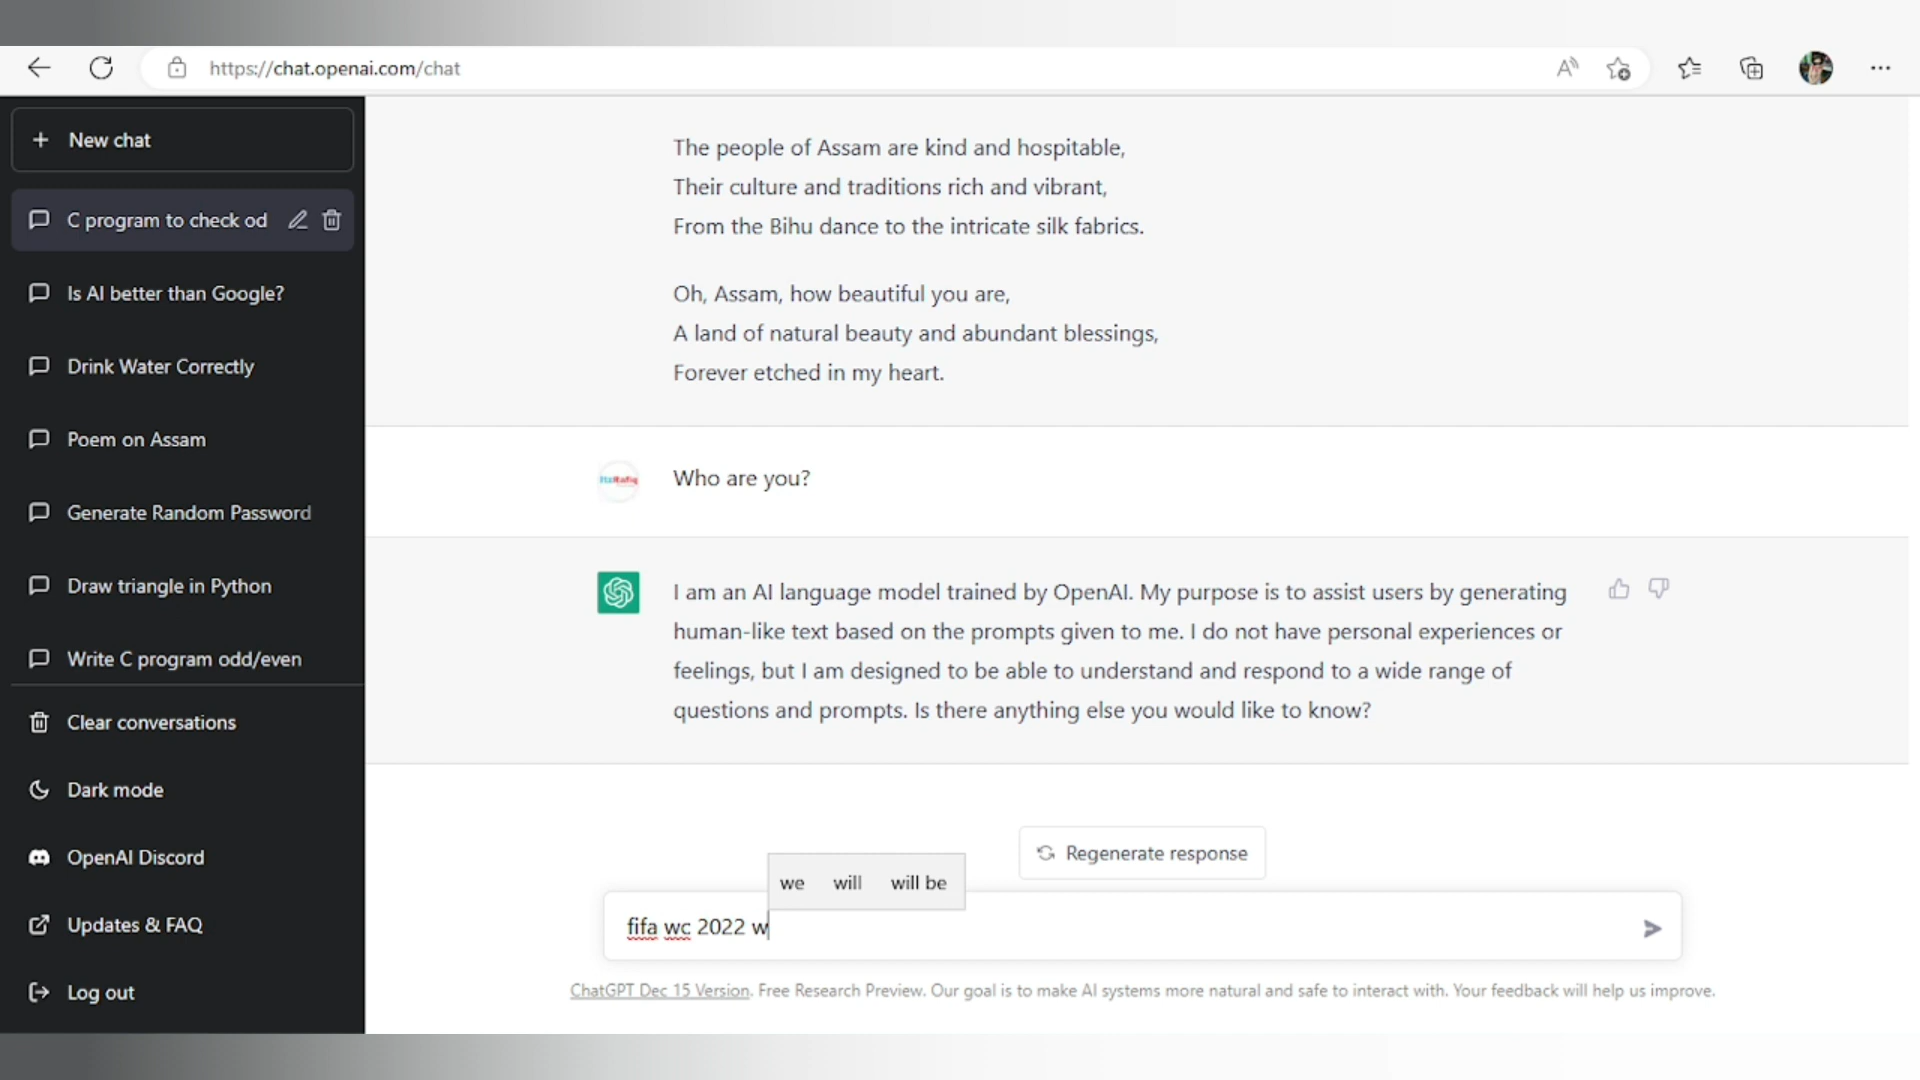 https://chat.openai.com/chat
New chat
C program to check od
Is AI better than Google?
Drink Water Correctly
Poem on Assam
Generate Random Password
Draw triangle in Python
Write C program odd/even
Clear conversations
Dark mode
OpenAI Discord
Updates & FAQ
Log out
The people of Assam are kind and hospitable,
Their culture and traditions rich and vibrant,
From the Bihu dance to the intricate silk fabrics.
Oh, Assam, how beautiful you are,
A land of natural beauty and abundant blessings,
Forever etched in my heart.
Who are you?
I am an AI language model trained by OpenAI. My purpose is to assist users by generating
human-like text based on the prompts given to me. I do not have personal experiences or
feelings, but I am designed to be able to understand and respond to a wide range of
questions and prompts. Is there anything else you would like to know?
Regenerate response
we will will be
fifa wc 2022 w
ChatGPT Dec 15 Version. Free Research Preview. Our goal is to make AI systems more natural and safe to interact with. Your feedback will help us improve.